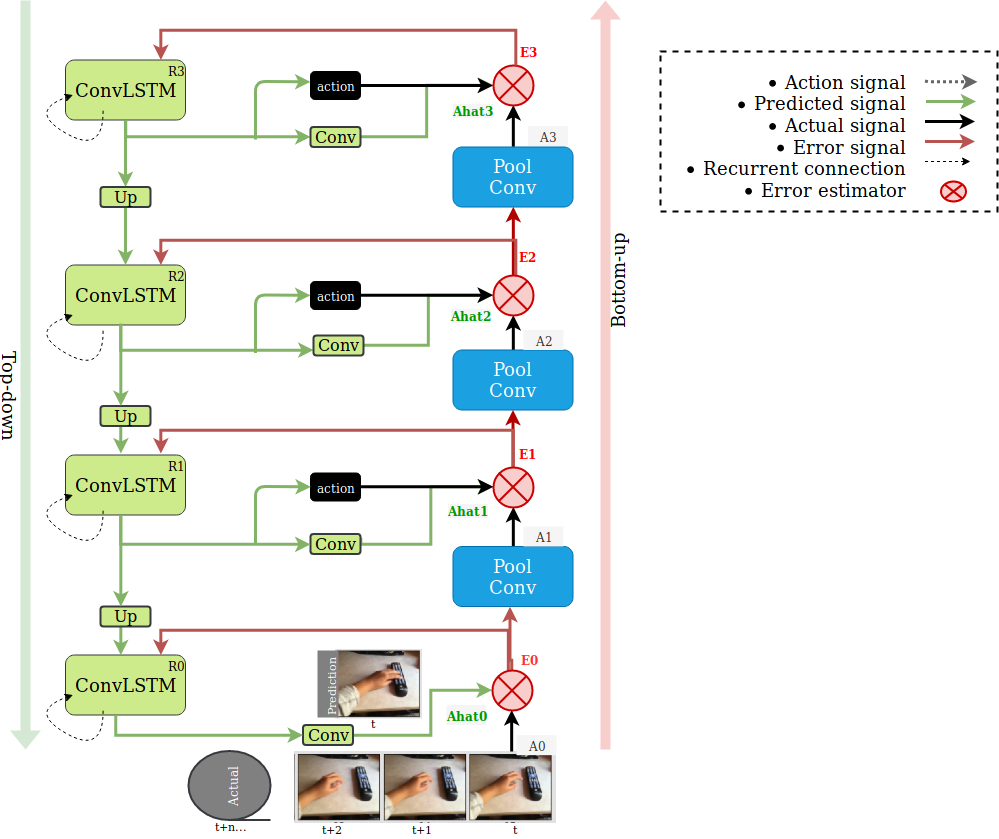 E3
R3
ConvLSTM
action
Ahat3
Conv
A3
Pool
Conv
Up
E2
R2
ConvLSTM
action
Ahat2
Conv
A2
Pool
Conv
Up
E1
R1
ConvLSTM
action
Ahat1
Conv
A1
Pool
Conv
Up
E0
R0
ConvLSTM
Prediction
t
Ahat0
Conv
A0
Actual
t+n...
t+2
t+1
t
Top-down
Bottom-up
• Action signal
• Predicted signal
• Actual signal
• Error signal
• Recurrent connection
• Error estimator